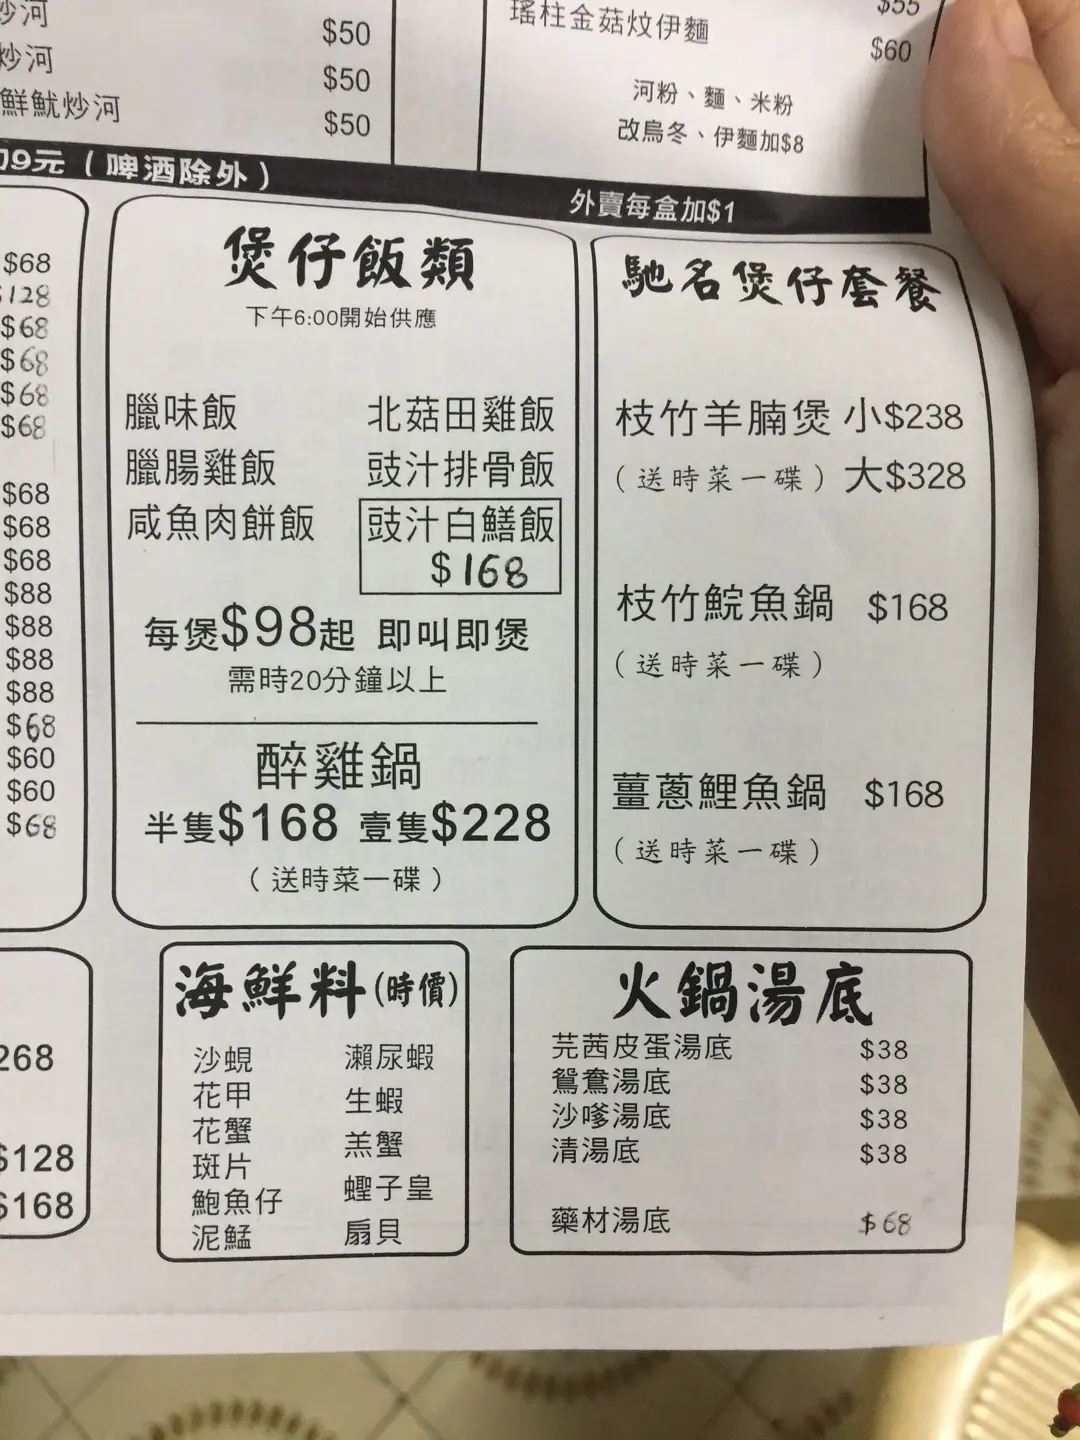 炒河 $50
炒河 $50
鮮魷炒河 $50
$55
瑤柱金菇炆伊麵 $60
河粉、麵、米粉
改烏冬、伊麵加$8
加9元（啤酒除外）
外賣每盒加$1
$68
$128
$68
$68
$68
$68
$68
$68
$68
$88
$88
$88
$88
$68
$60
$60
$68
煲仔飯類
下午6:00開始供應
臘味飯 北菇田雞飯
臘腸雞飯 豉汁排骨飯
咸魚肉餅飯 豉汁白鱔飯
$168
每煲$98起 即叫即煲
需時20分鐘以上
醉雞鍋
半隻$168 壹隻$228
（送時菜一碟）
馳名煲仔套餐
枝竹羊腩煲 小$238
（送時菜一碟）大$328
枝竹鯇魚鍋 $168
（送時菜一碟）
薑蔥鯉魚鍋 $168
（送時菜一碟）
268
$128
$168
海鮮料(時價)
沙蜆 瀨尿蝦
花甲 生蝦
花蟹 羔蟹
斑片 蟶子皇
鮑魚仔 扇貝
泥鯭
火鍋湯底
芫茜皮蛋湯底 $38
鴛鴦湯底 $38
沙嗲湯底 $38
清湯底 $38
藥材湯底 $68